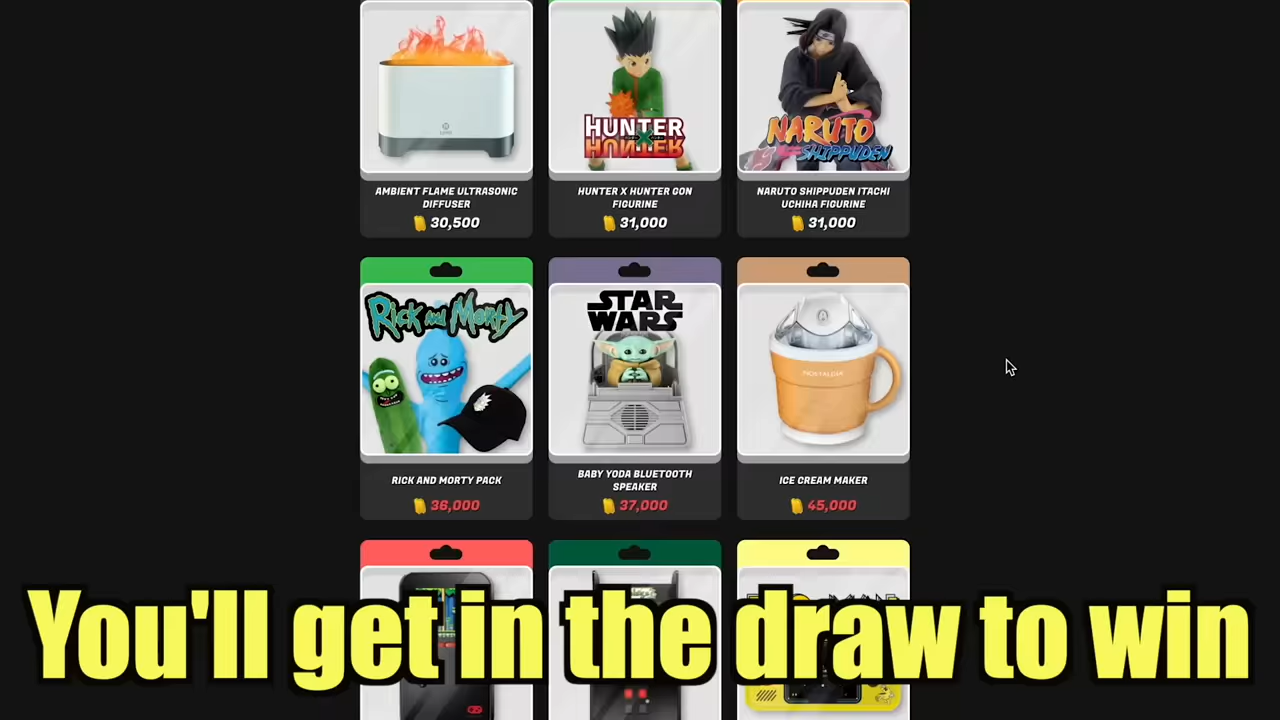 HUNTER
HUNTER
NARUTO
SHIPPUDEN
AMBIENT FLAME ULTRASONIC
DIFFUSER
30,500
HUNTER X HUNTER GON
FIGURINE
31,000
NARUTO SHIPPUDEN ITACHI
UCHIHA FIGURINE
31,000
Rick and Morty
STAR
WARS
NOSTALGIA
RICK AND MORTY PACK
36,000
BABY YODA BLUETOOTH
SPEAKER
37,000
ICE CREAM MAKER
45,000
You'll get in the draw to win